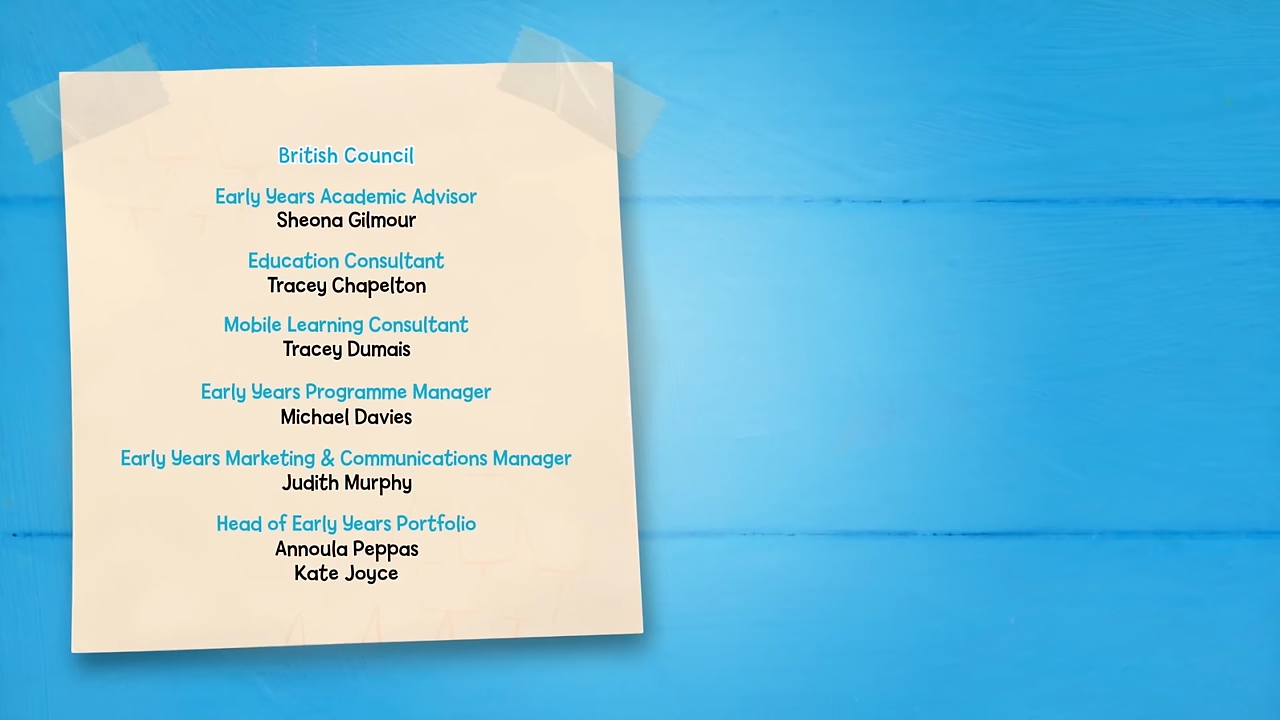 British Council
Early Years Academic Advisor
Sheona Gilmour
Education Consultant
Tracey Chapelton
Mobile Learning Consultant
Tracey Dumais
Early Years Programme Manager
Michael Davies
Early Years Marketing & Communications Manager
Judith Murphy
Head of Early Years Portfolio
Annoula Peppas
Kate Joyce